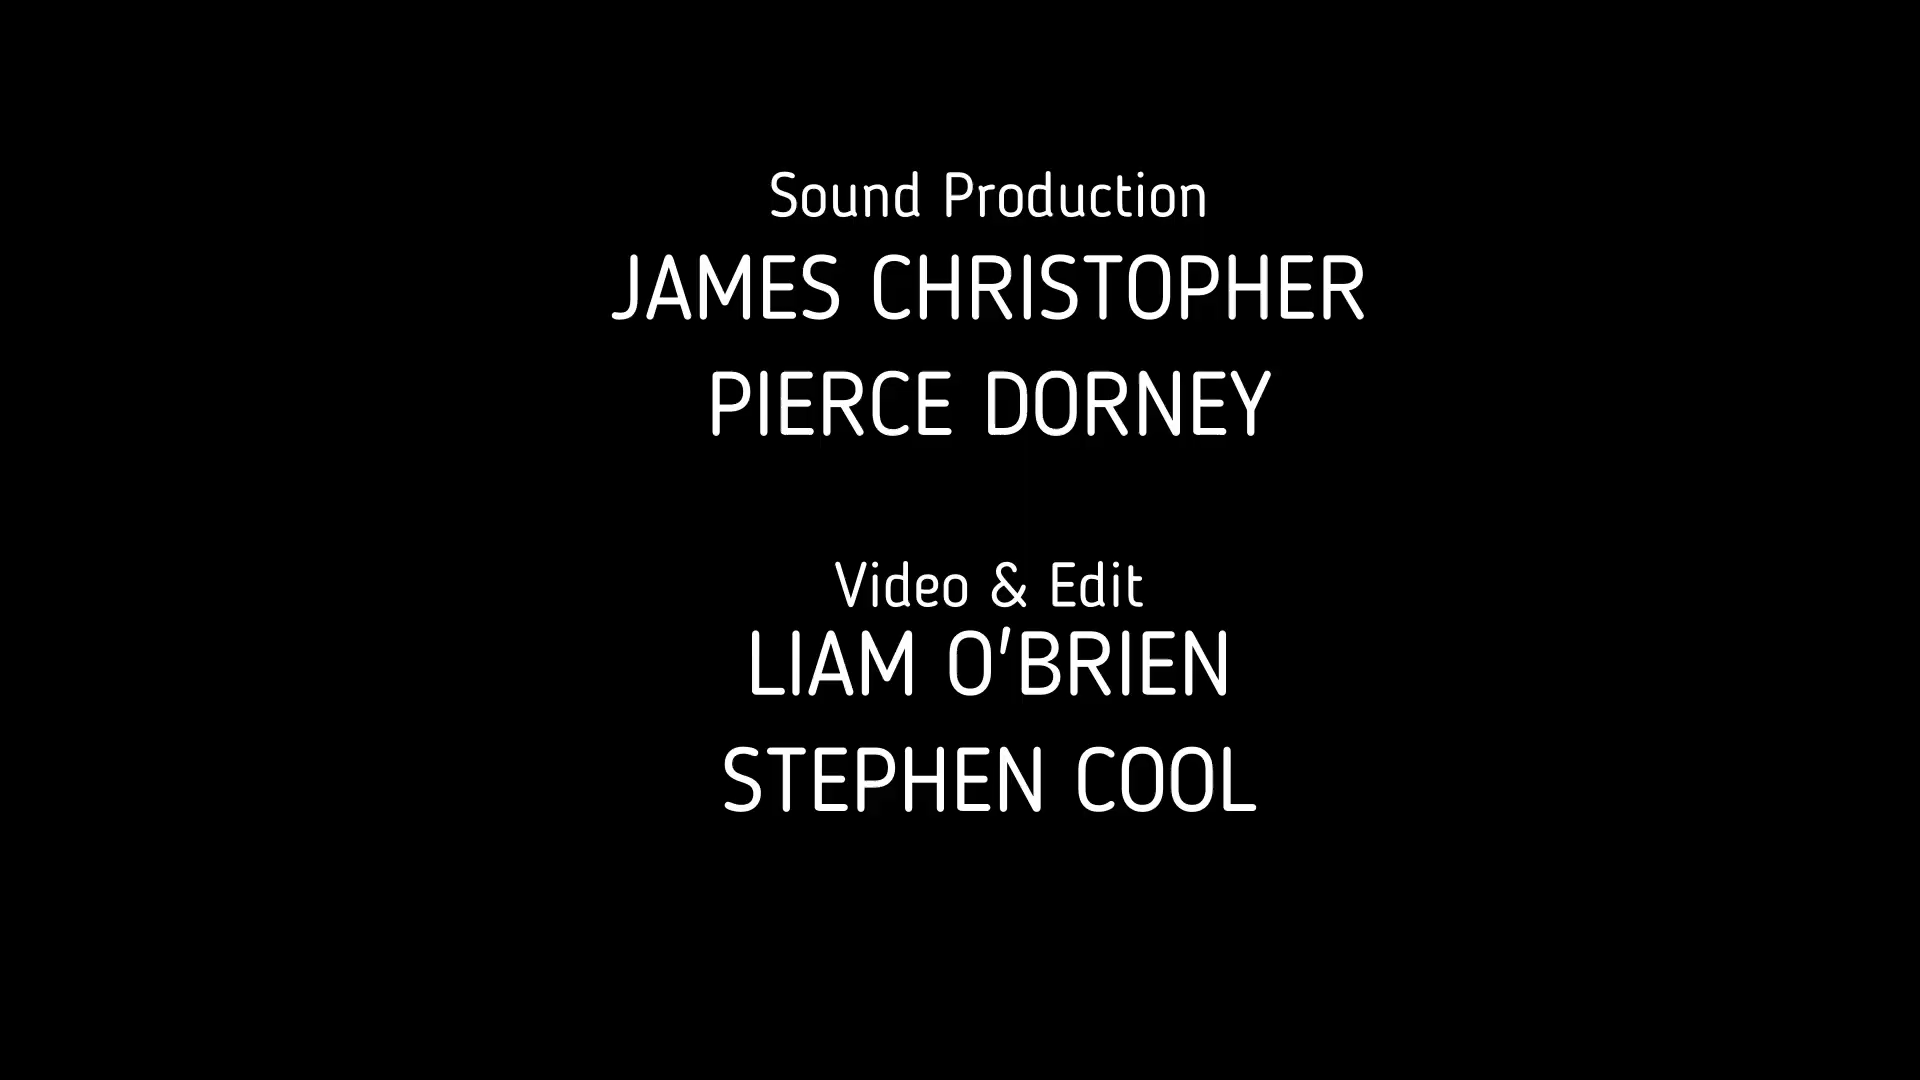 Sound Production
JAMES CHRISTOPHER
PIERCE DORNEY
Video & Edit
LIAM O'BRIEN
STEPHEN COOL